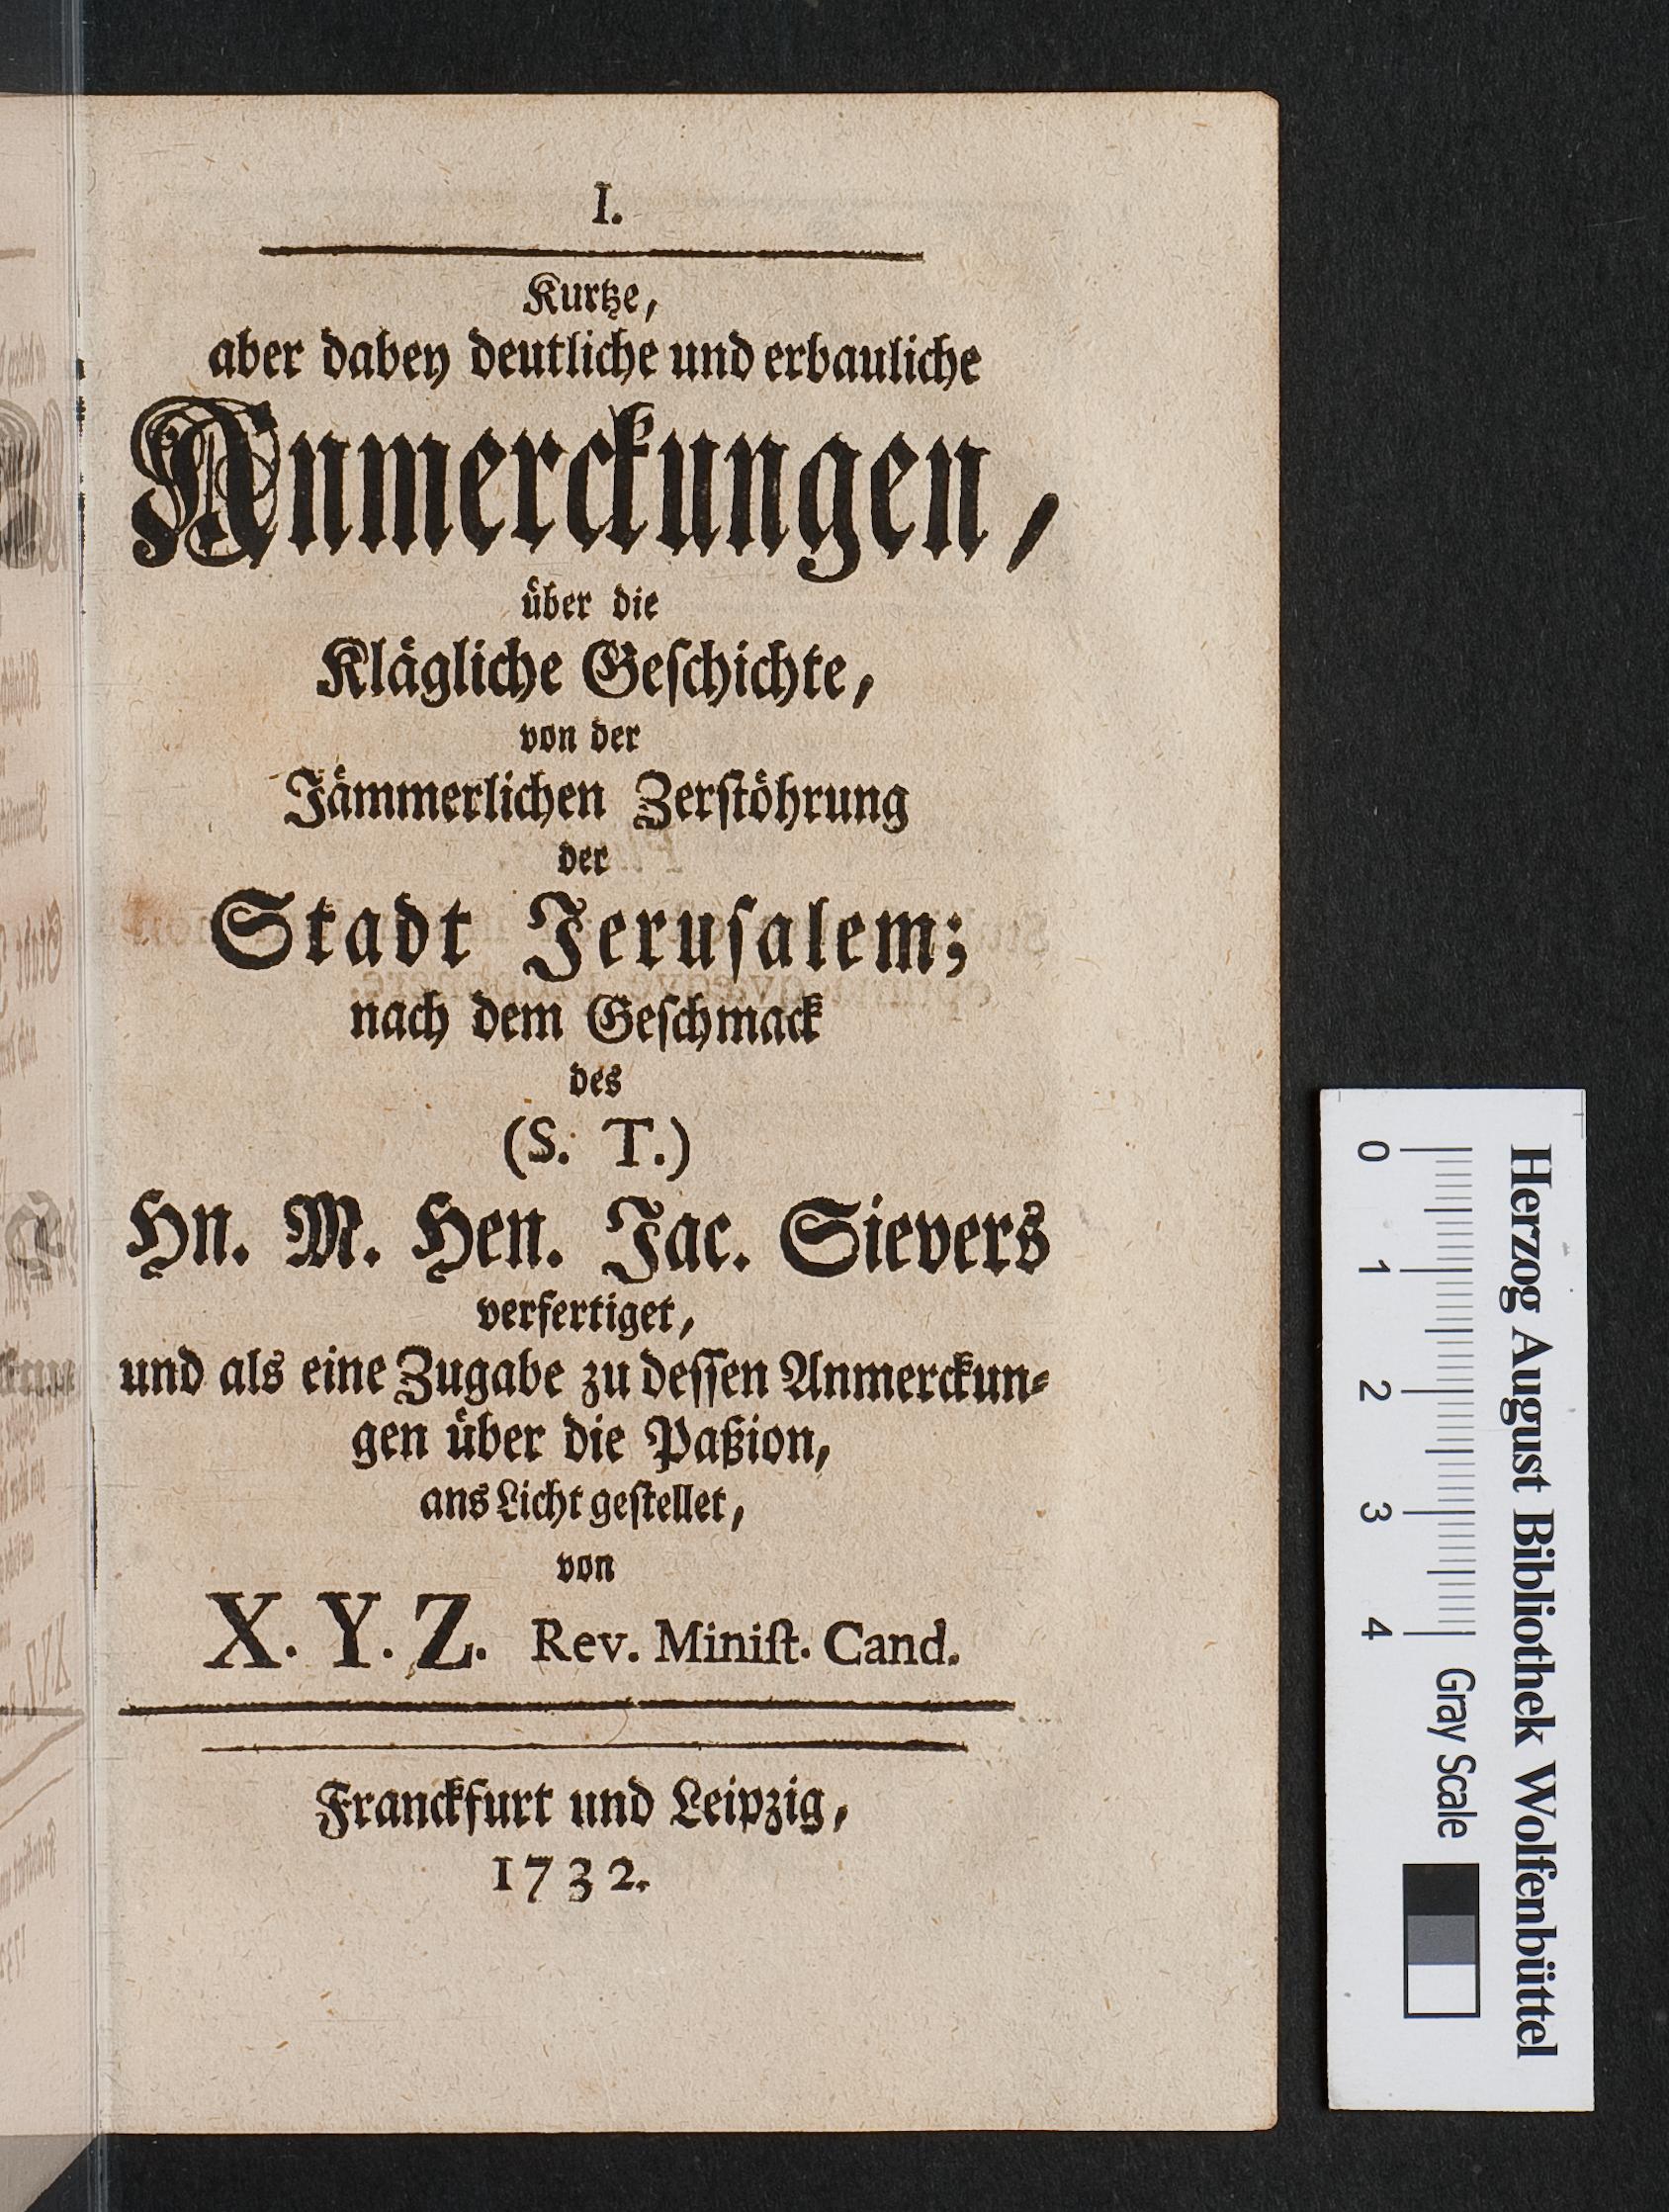 I.
Kurtze,
aber dabey deutliche und erbauliche
Anmerckungen,
über die
Klägliche Geſchichte,
von der
Jämmerlichen Zerſtöhrung
der
Stadt Jeruſalem;
nach dem Geſchmack
des
(S. T.)
Hn. M. Hen. Jac. Sievers
verfertiget,
und als eine Zugabe zu deſſen Anmerckun⸗
gen über die Paßion,
ans Licht geſtellet,
von
X. Y. Z. Rev. Miniſt. Cand.
Franckfurt und Leipzig,
1732.
Herzog August Bibliothek Wolfenbüttel
0 1 2 3 4 Gray Scale